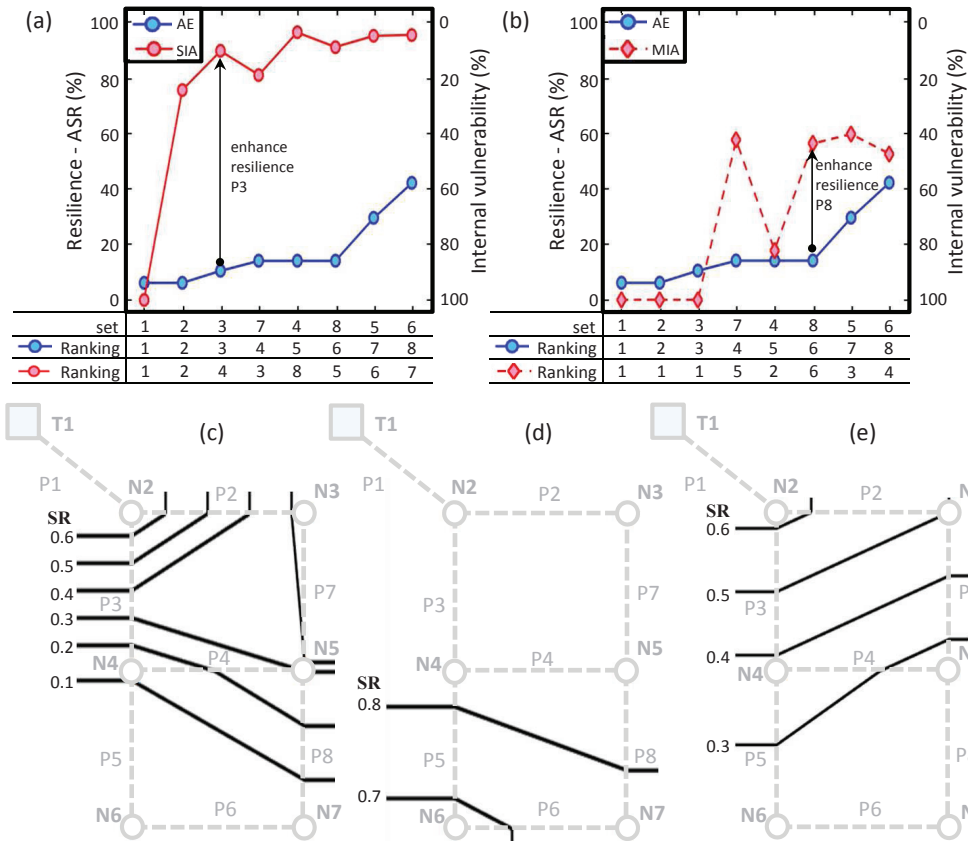 (a)
AE
SIA
Resilience - ASR (%)
100
80
60
40
20
0
enhance
resilience
P3
0
20
40
60
80
100
Internal vulnerability (%)
set 1 2 3 7 4 8 5 6
Ranking 1 2 3 4 5 6 7 8
Ranking 1 2 4 3 8 5 6 7
(b)
AE
MIA
Resilience - ASR (%)
100
80
60
40
20
0
enhance
resilience
P8
0
20
40
60
80
100
Internal vulnerability (%)
set 1 2 3 7 4 8 5 6
Ranking 1 2 3 4 5 6 7 8
Ranking 1 1 1 5 2 6 3 4
(c)
T1
P1
N2
P2
N3
SR
0.6
0.5
0.4
P3
0.3
0.2
N4
0.1
P7
N5
P4
P5
P8
N6
P6
N7
(d)
T1
P1
N2
P2
N3
P3
P7
N4
P4
N5
SR
0.8
P5
P8
0.7
N6
P6
N7
(e)
T1
P1
N2
P2
N
SR
0.6
0.5
P3
P
0.4
N4
P4
N
0.3
P5
P
N6
P6
N